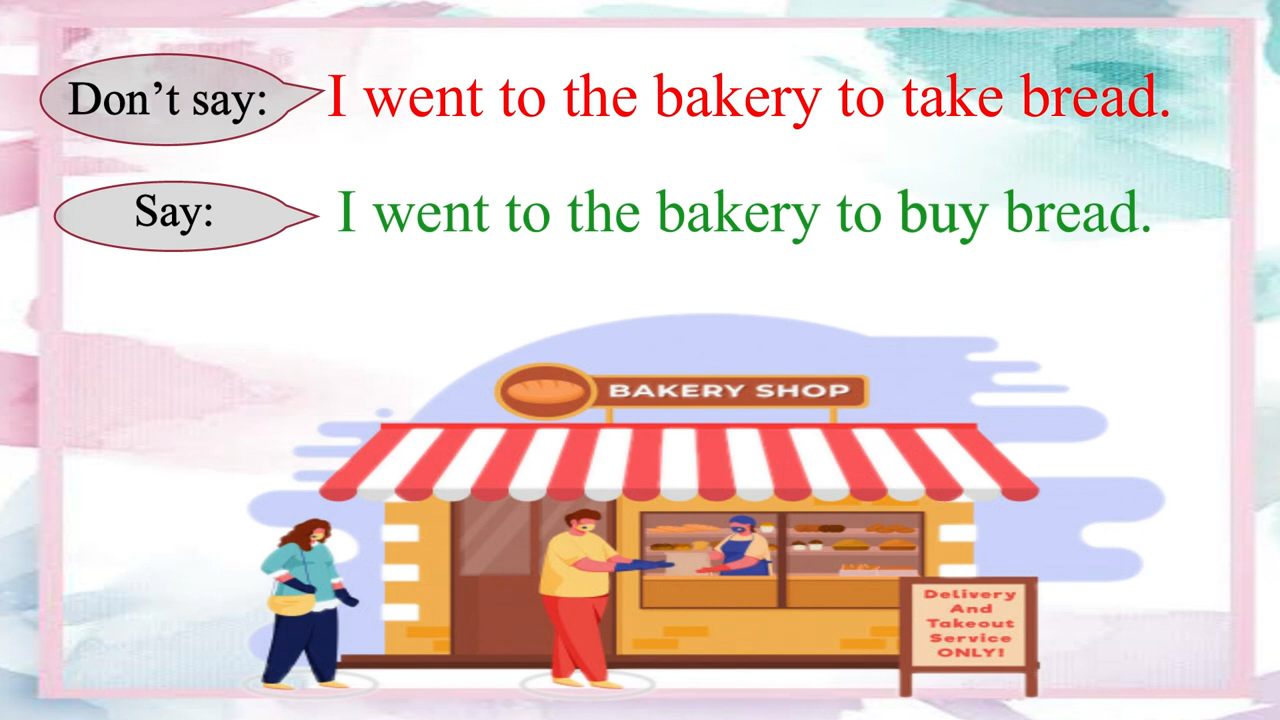 Don’t say: I went to the bakery to take bread.
Say: I went to the bakery to buy bread.
BAKERY SHOP
Delivery
And
Takeout
Service
ONLY!